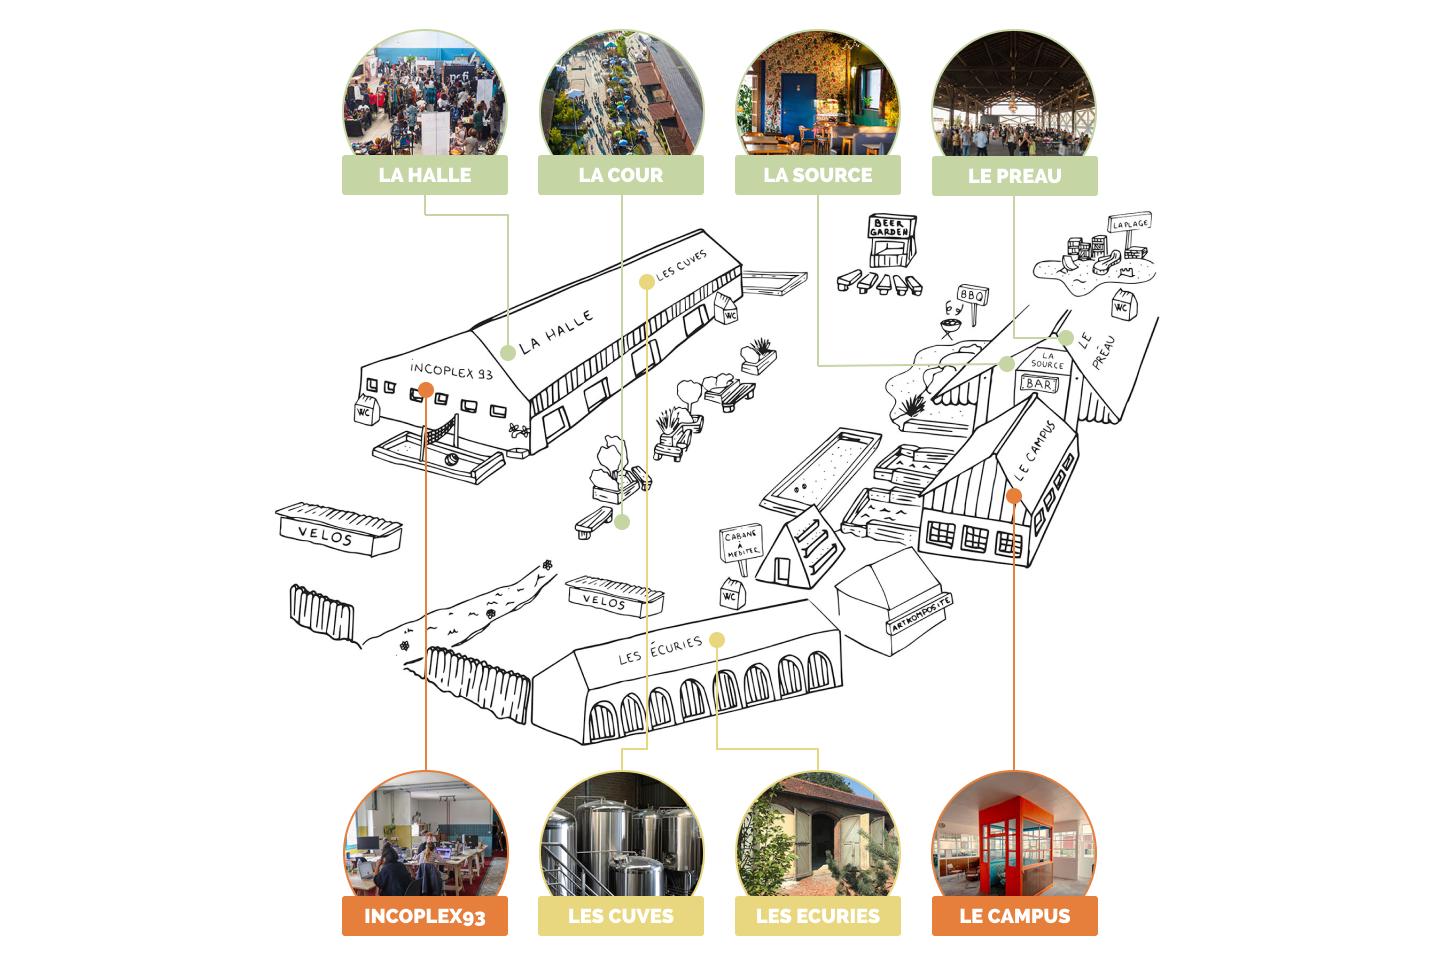 LA HALLE
LA COUR
LA SOURCE
LE PREAU
BEER
GARDEN
LA PLAGE
LES CUVES
BBQ
WC
WC
LA HALLE
LE
PRÉAU
LA
SOURCE
INCOPLEX 93
BAR
WC
LE CAMPUS
VELOS
CABANE
À
MEDITER
WC
VELOS
ARTKOMPOSITE
LES ÉCURIES
INCOPLEX93
LES CUVES
LES ECURIES
LE CAMPUS